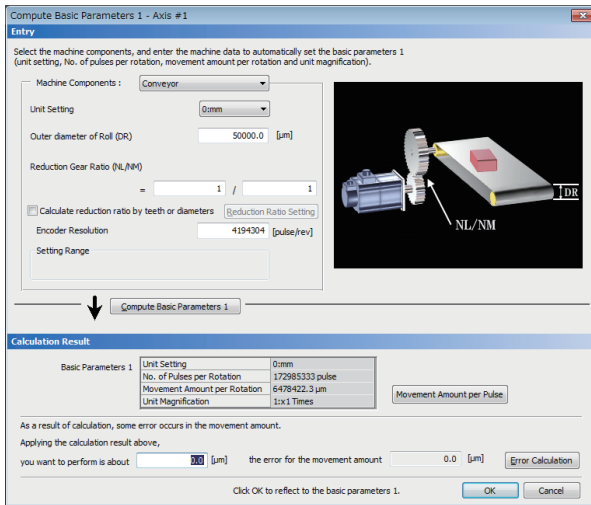 Compute Basic Parameters 1 - Axis #1
Entry
Select the machine components, and enter the machine data to automatically set the basic parameters 1
(unit setting, No. of pulses per rotation, movement amount per rotation and unit magnification).
Machine Components : Conveyor
Unit Setting 0:mm
Outer diameter of Roll (DR) 50000.0 [μm]
Reduction Gear Ratio (NL/NM)
= 1 / 1
Calculate reduction ratio by teeth or diameters Reduction Ratio Setting
Encoder Resolution 4194304 [pulse/rev]
Setting Range
DR
NL/NM
Compute Basic Parameters 1
Calculation Result
Basic Parameters 1
Unit Setting 0:mm
No. of Pulses per Rotation 172985333 pulse
Movement Amount per Rotation 6478422.3 μm
Unit Magnification 1:x1 Times
Movement Amount per Pulse
As a result of calculation, some error occurs in the movement amount.
Applying the calculation result above,
you want to perform is about 0.0 [μm] the error for the movement amount 0.0 [μm] Error Calculation
Click OK to reflect to the basic parameters 1. OK Cancel